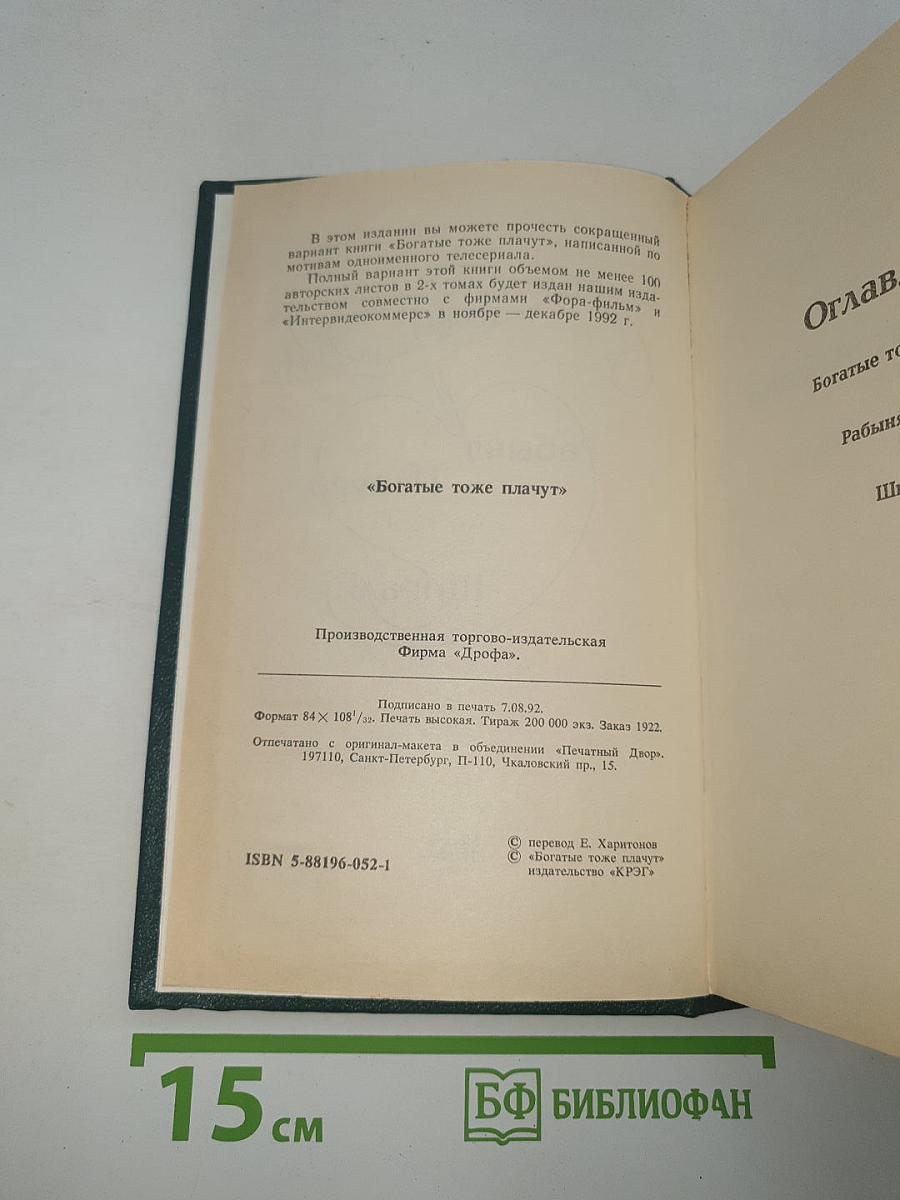 В этом издании вы можете прочесть сокращенный
вариант книги «Богатые тоже плачут», написанной по
мотивам одноименного телесериала.
Полный вариант этой книги объемом не менее 100
авторских листов в 2-х томах будет издан нашим изда-
тельством совместно с фирмами «Фора-фильм» и
«Интервидеокоммерс» в ноябре — декабре 1992 г.
«Богатые тоже плачут»
Производственная торгово-издательская
Фирма «Дрофа».
Подписано в печать 7.08.92.
Формат 84×108¹/₃₂. Печать высокая. Тираж 200 000 экз. Заказ 1922.
Отпечатано с оригинал-макета в объединении «Печатный Двор».
197110, Санкт-Петербург, П-110, Чкаловский пр., 15.
ISBN 5-88196-052-1
© перевод Е. Харитонов
© «Богатые тоже плачут»
издательство «КРЭГ»
Оглав
Богатые то
Рабыня
Ши
15 см
БФ БИБЛИОФАН